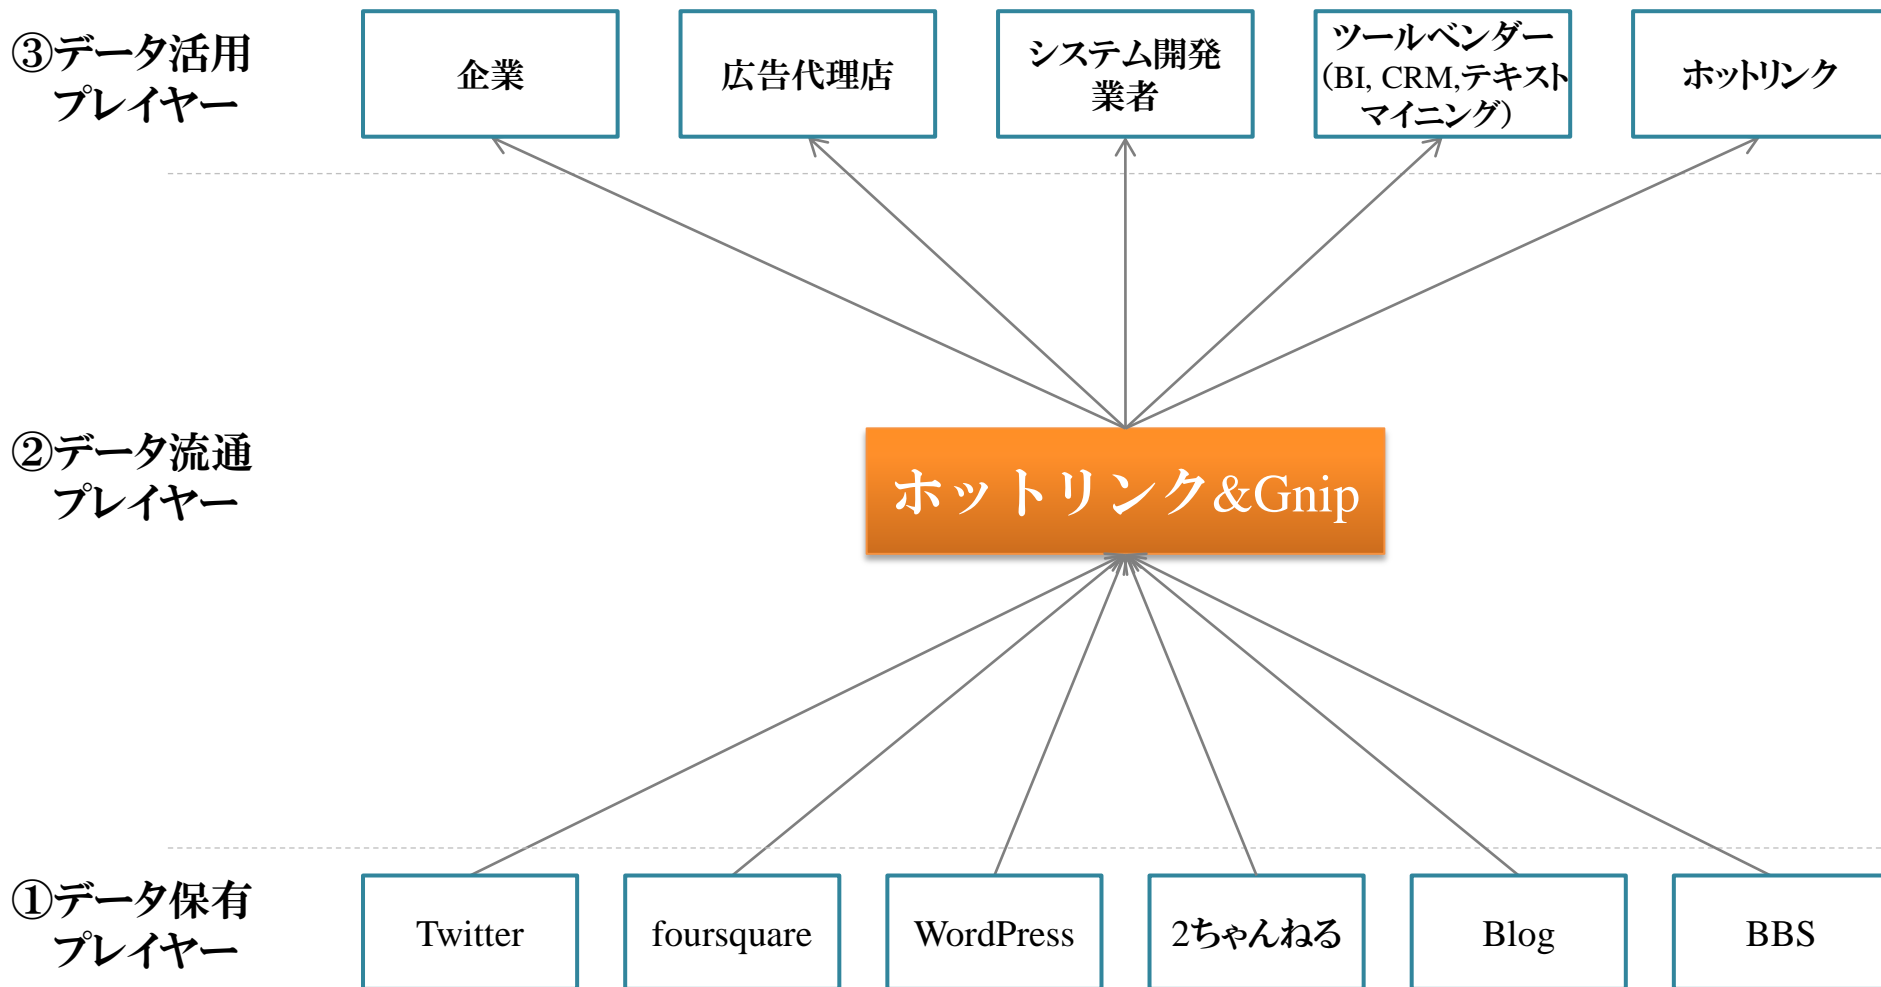 ③データ活用
プレイヤー
企業
広告代理店
システム開発
業者
ツールベンダー
（BI, CRM,テキスト
マイニング）
ホットリンク
②データ流通
プレイヤー
ホットリンク&Gnip
①データ保有
プレイヤー
Twitter
foursquare
WordPress
2ちゃんねる
Blog
BBS